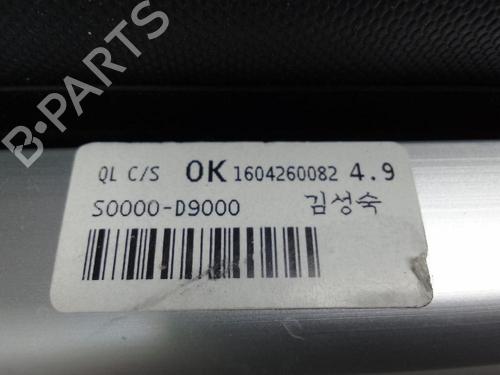 B-PARTS
QL C/S OK 1604260082 4.9
S0000-D9000 김성숙